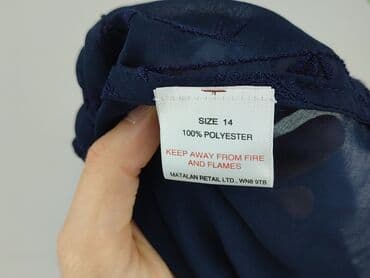 SIZE 14
100% POLYESTER
KEEP AWAY FROM FIRE
AND FLAMES
MATALAN RETAIL LTD., WN8 9TB